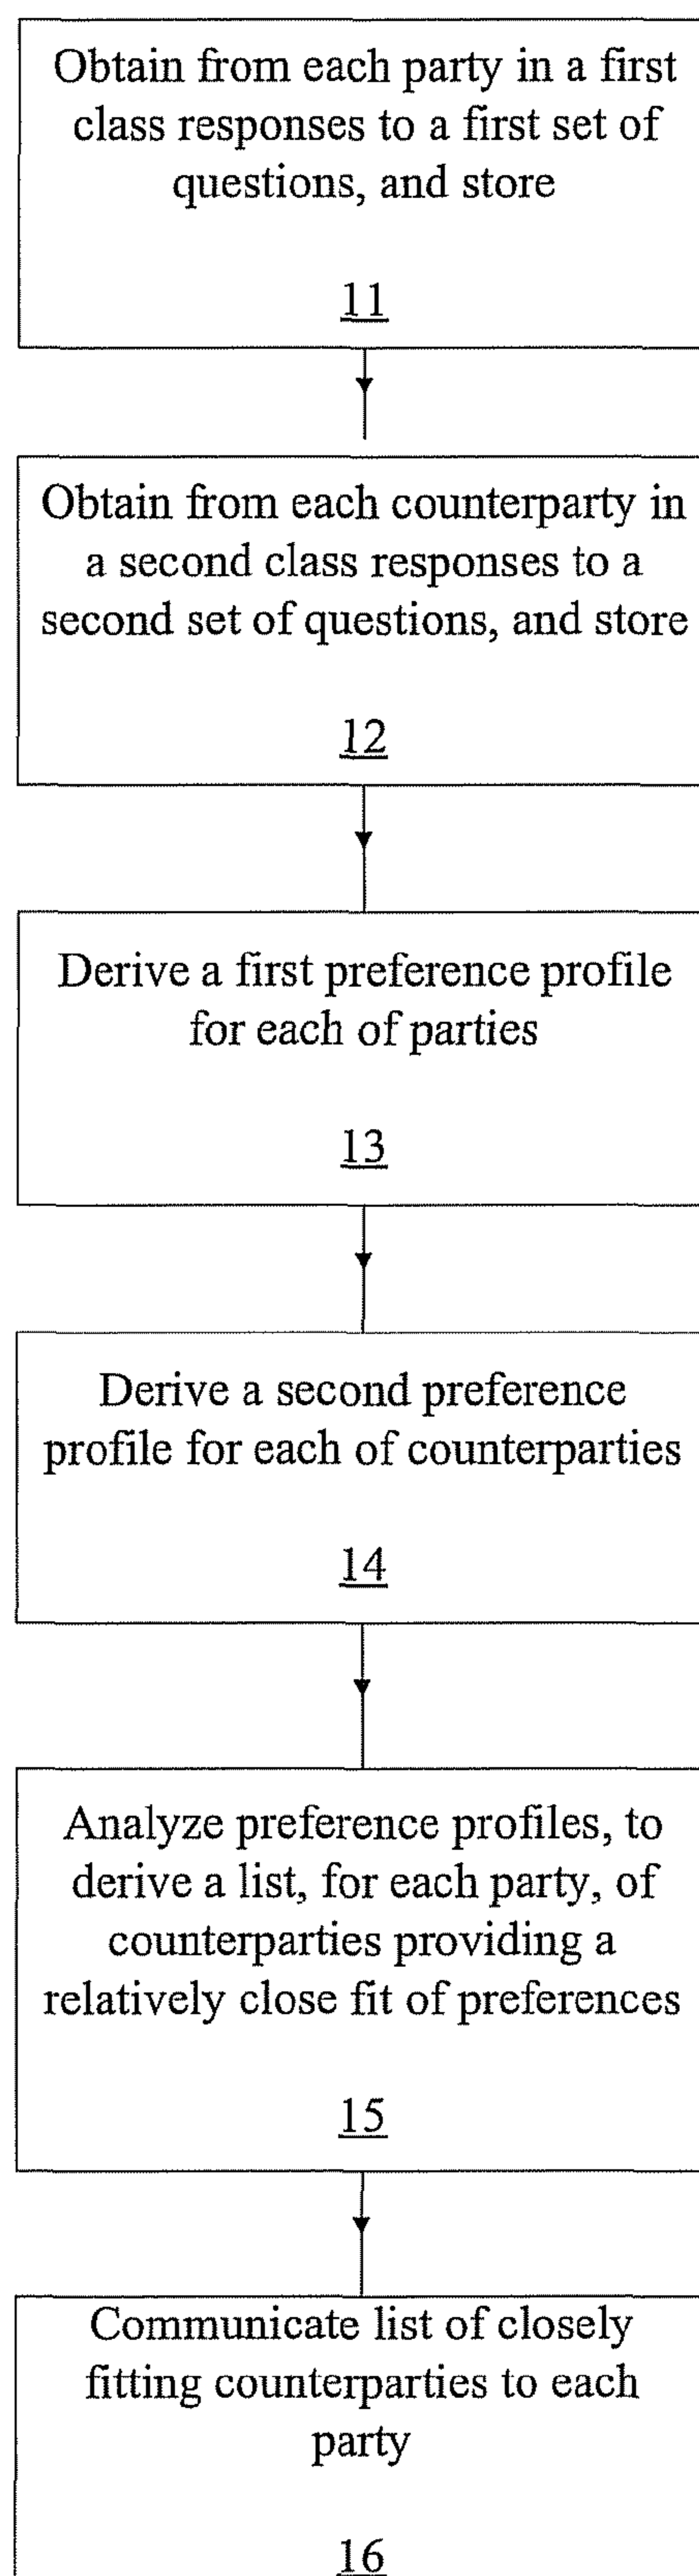 Obtain from each party in a first
class responses to a first set of
questions, and store
11
Obtain from each counterparty in
a second class responses to a
second set of questions, and store
12
Derive a first preference profile
for each of parties
13
Derive a second preference
profile for each of counterparties
14
Analyze preference profiles, to
derive a list, for each party, of
counterparties providing a
relatively close fit of preferences
15
Communicate list of closely
fitting counterparties to each
party
16